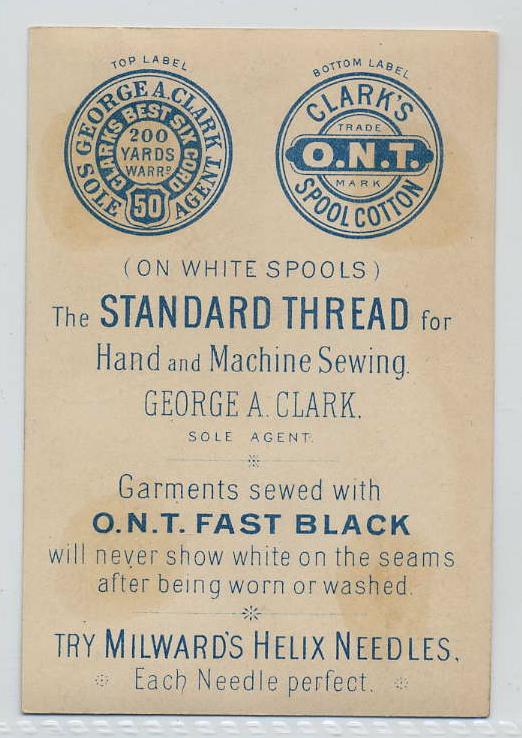 TOP LABEL
GEORGE A. CLARK
SOLE AGENT
CLARKS BEST SIX CORD
200
YARDS
WARRD
50
BOTTOM LABEL
CLARK'S
TRADE
O.N.T.
MARK
SPOOL COTTON
(ON WHITE SPOOLS)
The STANDARD THREAD for
Hand and Machine Sewing.
GEORGE A. CLARK,
SOLE AGENT.
Garments sewed with
O.N.T. FAST BLACK
will never show white on the seams
after being worn or washed.
TRY MILWARD'S HELIX NEEDLES,
Each Needle perfect.